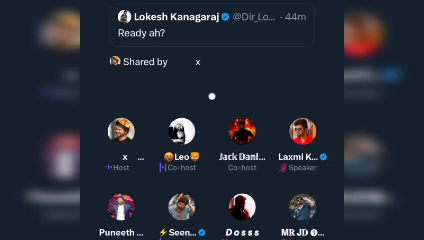 Lokesh Kanagaraj @Dir_Lo... · 44m
Ready ah?
Shared by x
x ...
Leo
Jack Danl...
Laxmi K...
Host
Co-host
Co-host
Speaker
Puneeth ...
Seen...
Dosss
MR JD ...